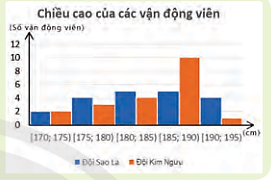 Chiều cao của các vận động viên
(Số vận động viên)
12
10
8
6
4
2
0
[170; 175) [175; 180) [180; 185) [185; 190) [190; 195) (cm)
Đội Sao La Đội Kim Ngưu